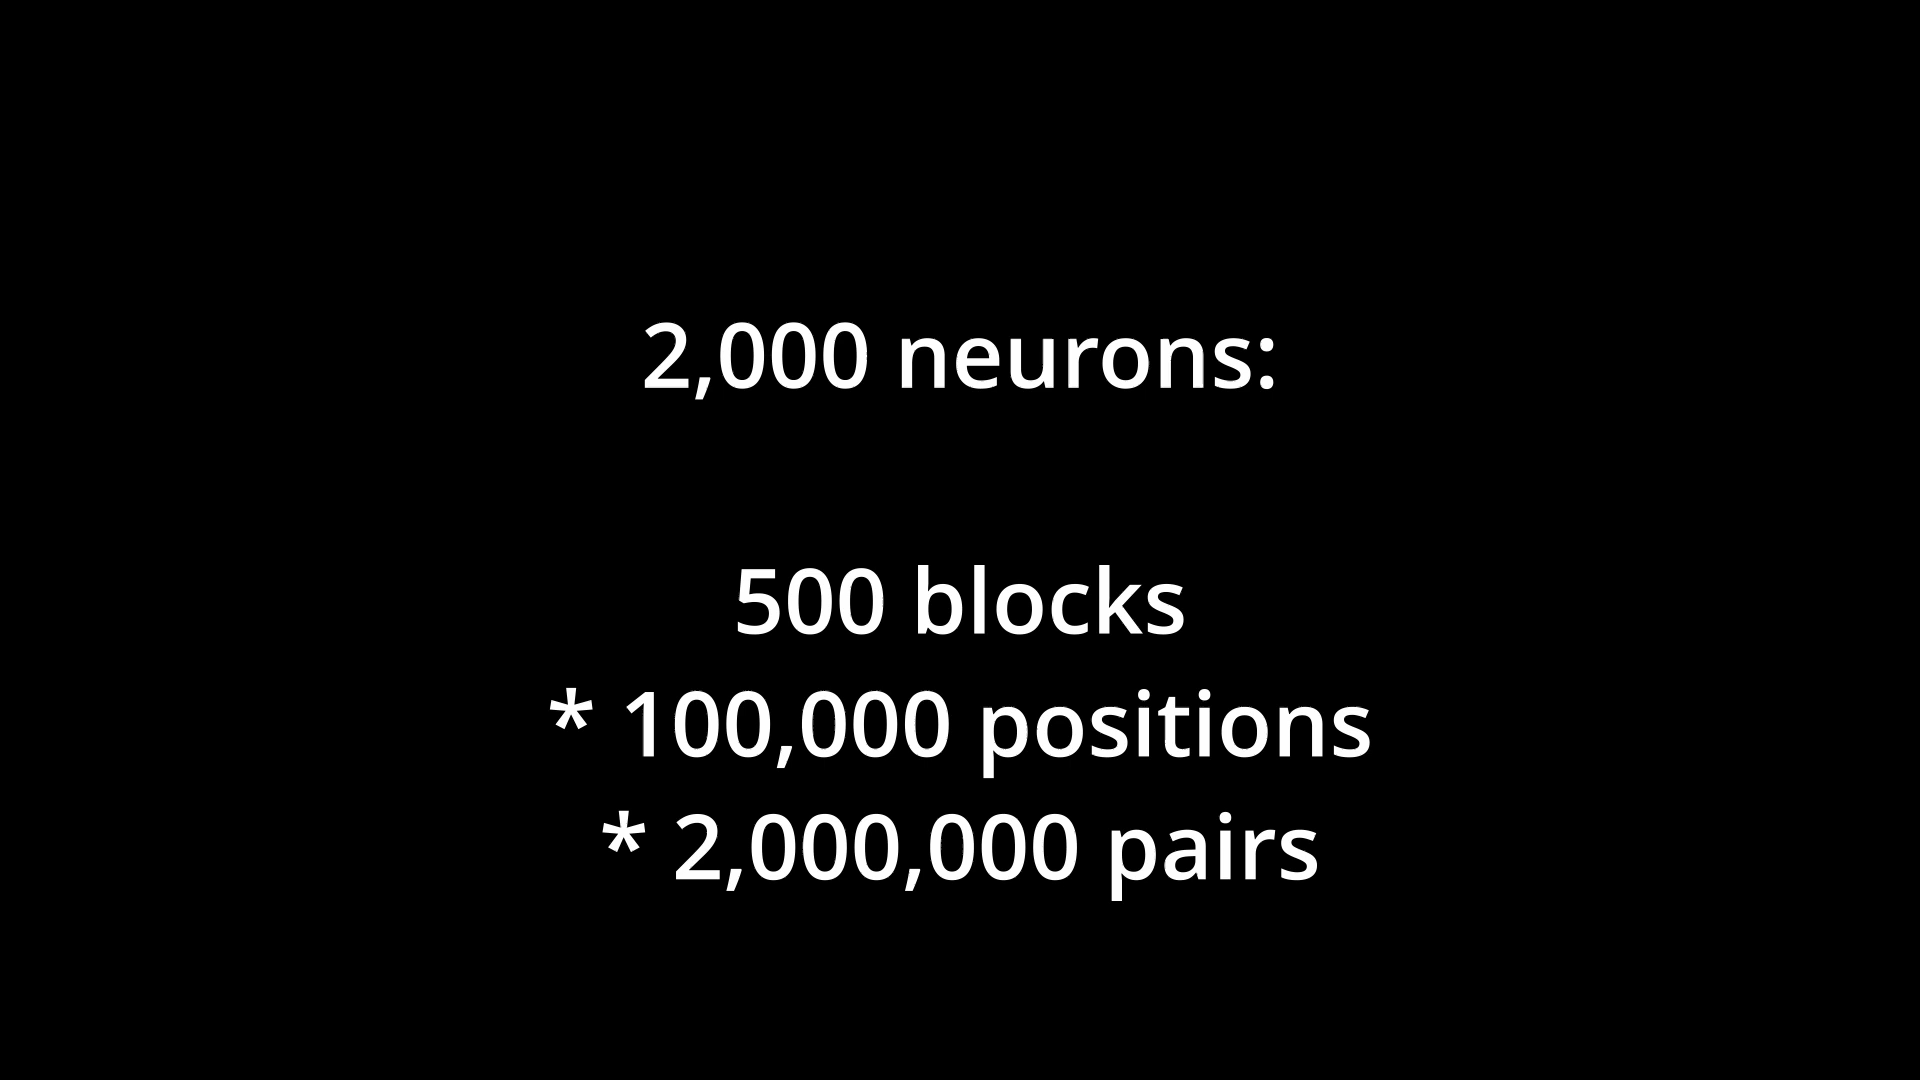 2,000 neurons:
500 blocks
* 100,000 positions
* 2,000,000 pairs